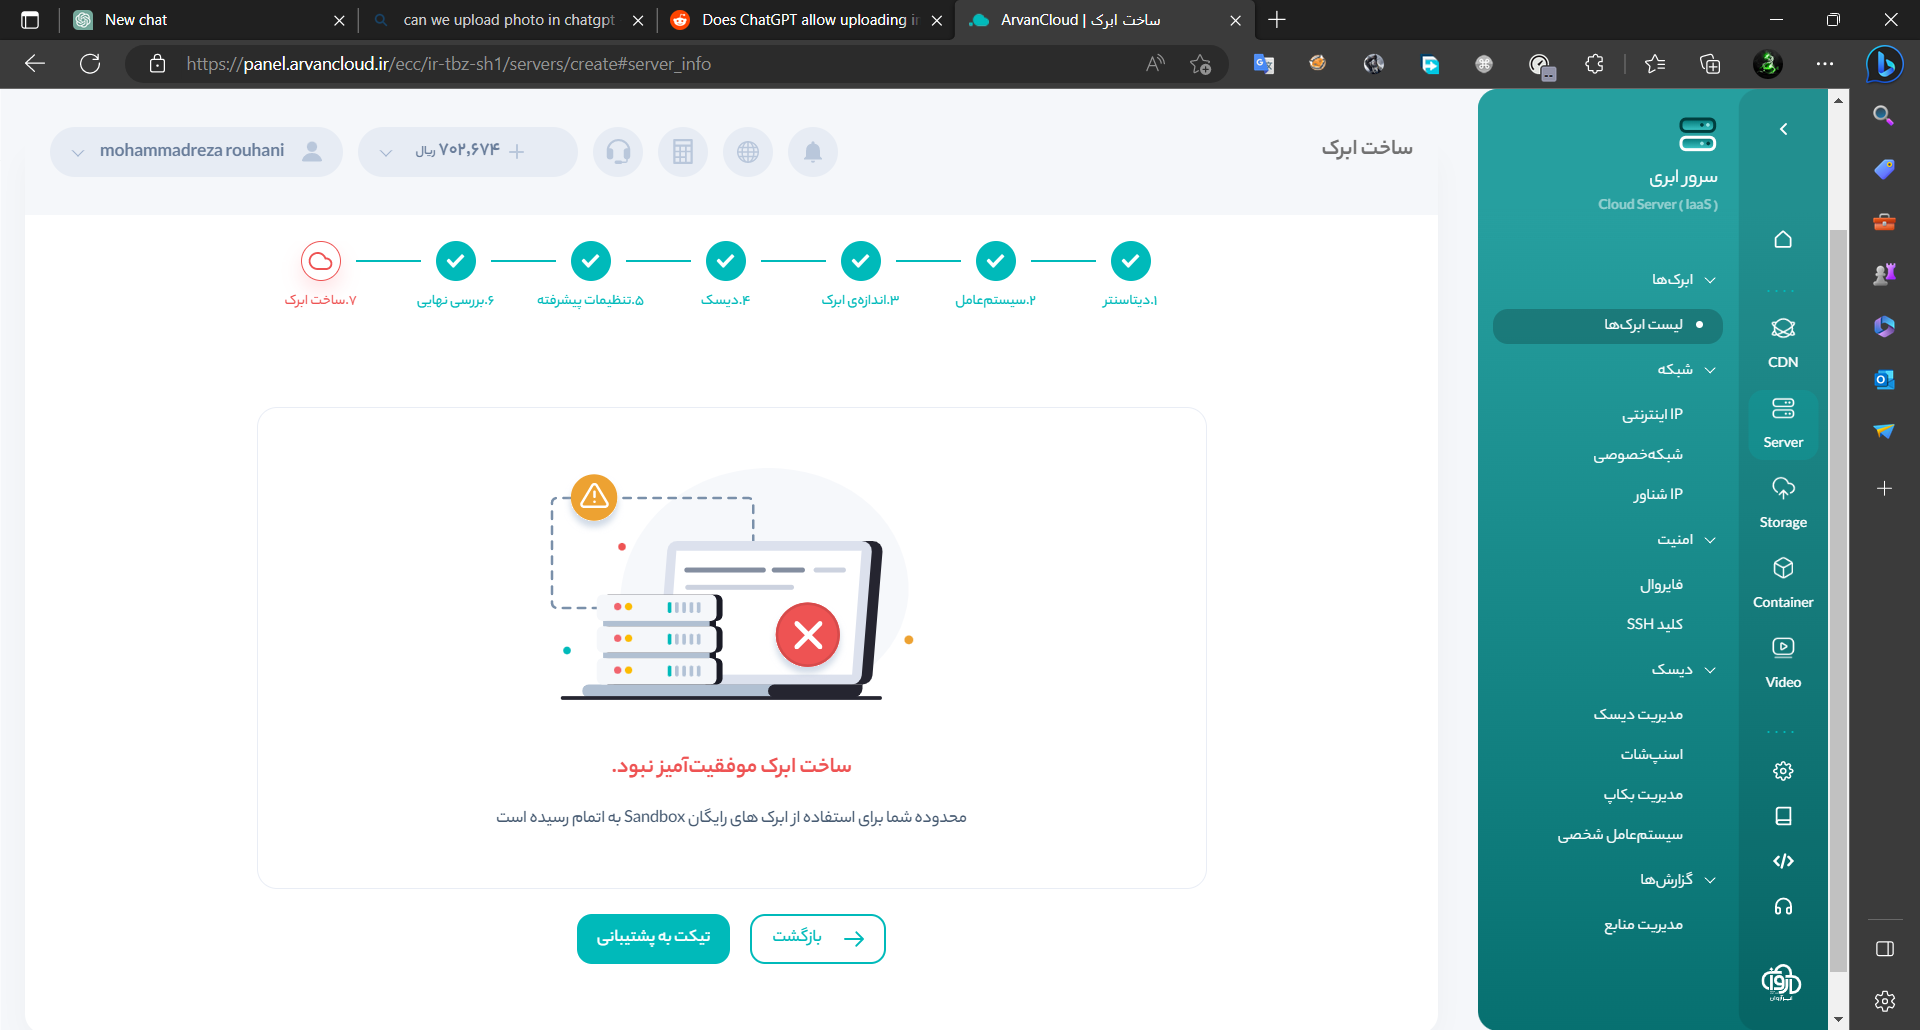 New chat
can we upload photo in chatgpt
Does ChatGPT allow uploading i
ArvanCloud | ساخت ابرک
https://panel.arvancloud.ir/ecc/ir-tbz-sh1/servers/create#server_info
mohammadreza rouhani
۷۰۲,۶۷۴ ریال
ساخت ابرک
۱.دیتاسنتر
۲.سیستم‌عامل
۳.اندازه‌ی ابرک
۴.دیسک
۵.تنظیمات پیشرفته
۶.بررسی نهایی
۷.ساخت ابرک
ساخت ابرک موفقیت‌آمیز نبود.
محدوده شما برای استفاده از ابرک های رایگان Sandbox به اتمام رسیده است
بازگشت
تیکت به پشتیبانی
سرور ابری
Cloud Server ( IaaS )
ابرک‌ها
لیست ابرک‌ها
شبکه
IP اینترنتی
شبکه‌خصوصی
IP شناور
امنیت
فایروال
کلید SSH
دیسک
مدیریت دیسک
اسنپ‌شات
مدیریت بکاپ
سیستم‌عامل شخصی
گزارش‌ها
مدیریت منابع
CDN
Server
Storage
Container
Video